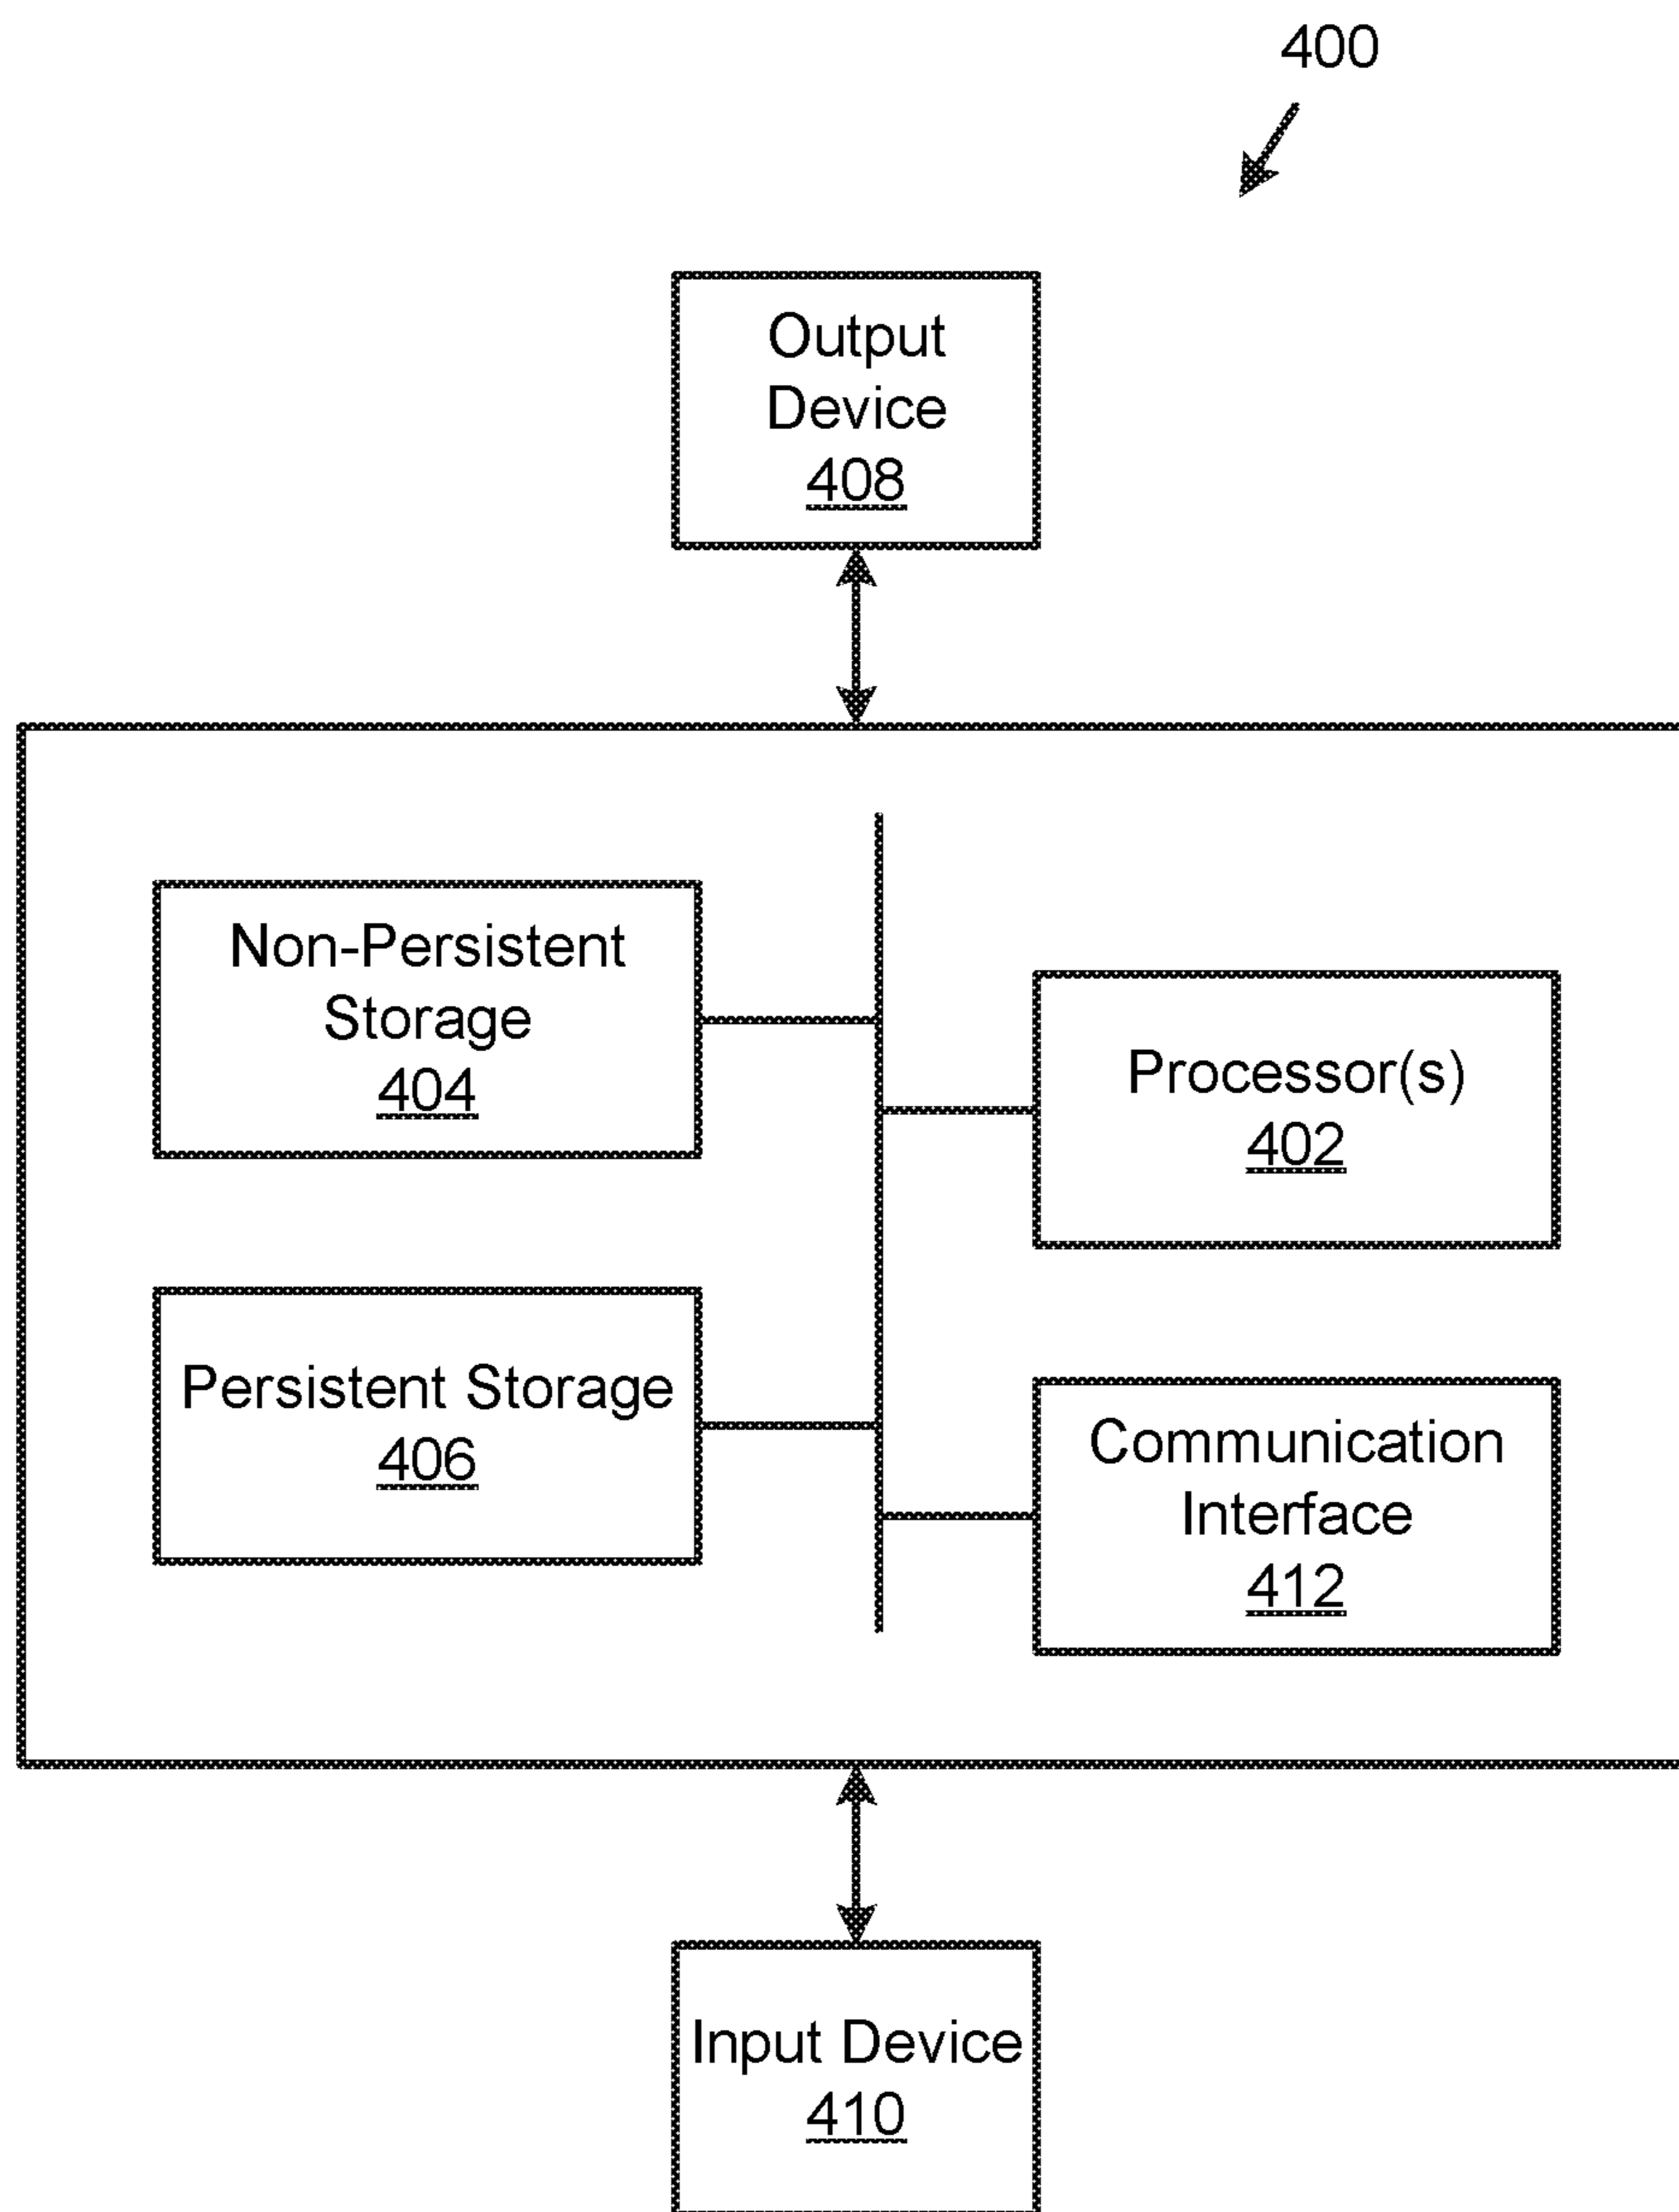 400
Output
Device
408
Non-Persistent
Storage
404
Processor(s)
402
Persistent Storage
406
Communication
Interface
412
Input Device
410